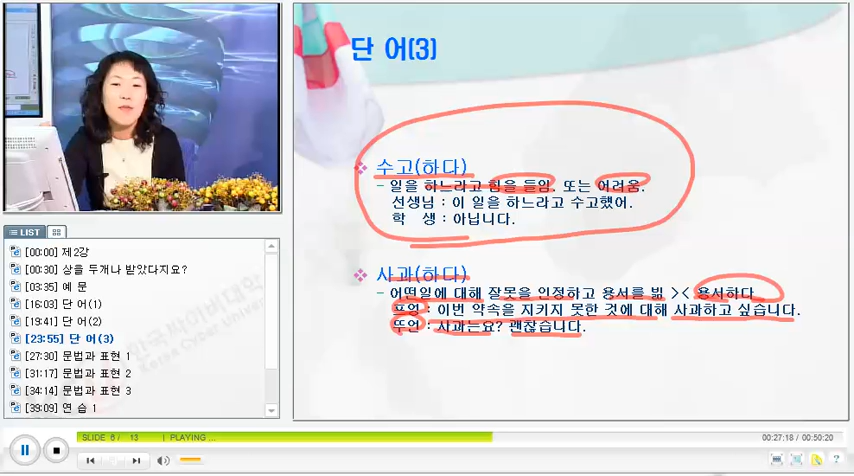 단 어(3)
수고(하다)
- 일을 하느라고 힘을 들임. 또는 어려움.
선생님 : 이 일을 하느라고 수고했어.
학 생 : 아닙니다.
사과(하다)
- 어떤일에 대해 잘못을 인정하고 용서를 빎 >< 용서하다
프엉 : 이번 약속을 지키지 못한 것에 대해 사과하고 싶습니다.
뚜언 : 사과는요? 괜찮습니다.
LIST
[00:00] 제2강
[00:30] 상을 두개나 받았다지요?
[03:35] 예 문
[16:03] 단 어(1)
[19:41] 단 어(2)
[23:55] 단 어(3)
[27:30] 문법과 표현 1
[31:17] 문법과 표현 2
[34:14] 문법과 표현 3
[39:09] 연 습 1
SLIDE 6 / 13 | PLAYING ...
00:27:18 / 00:50:20